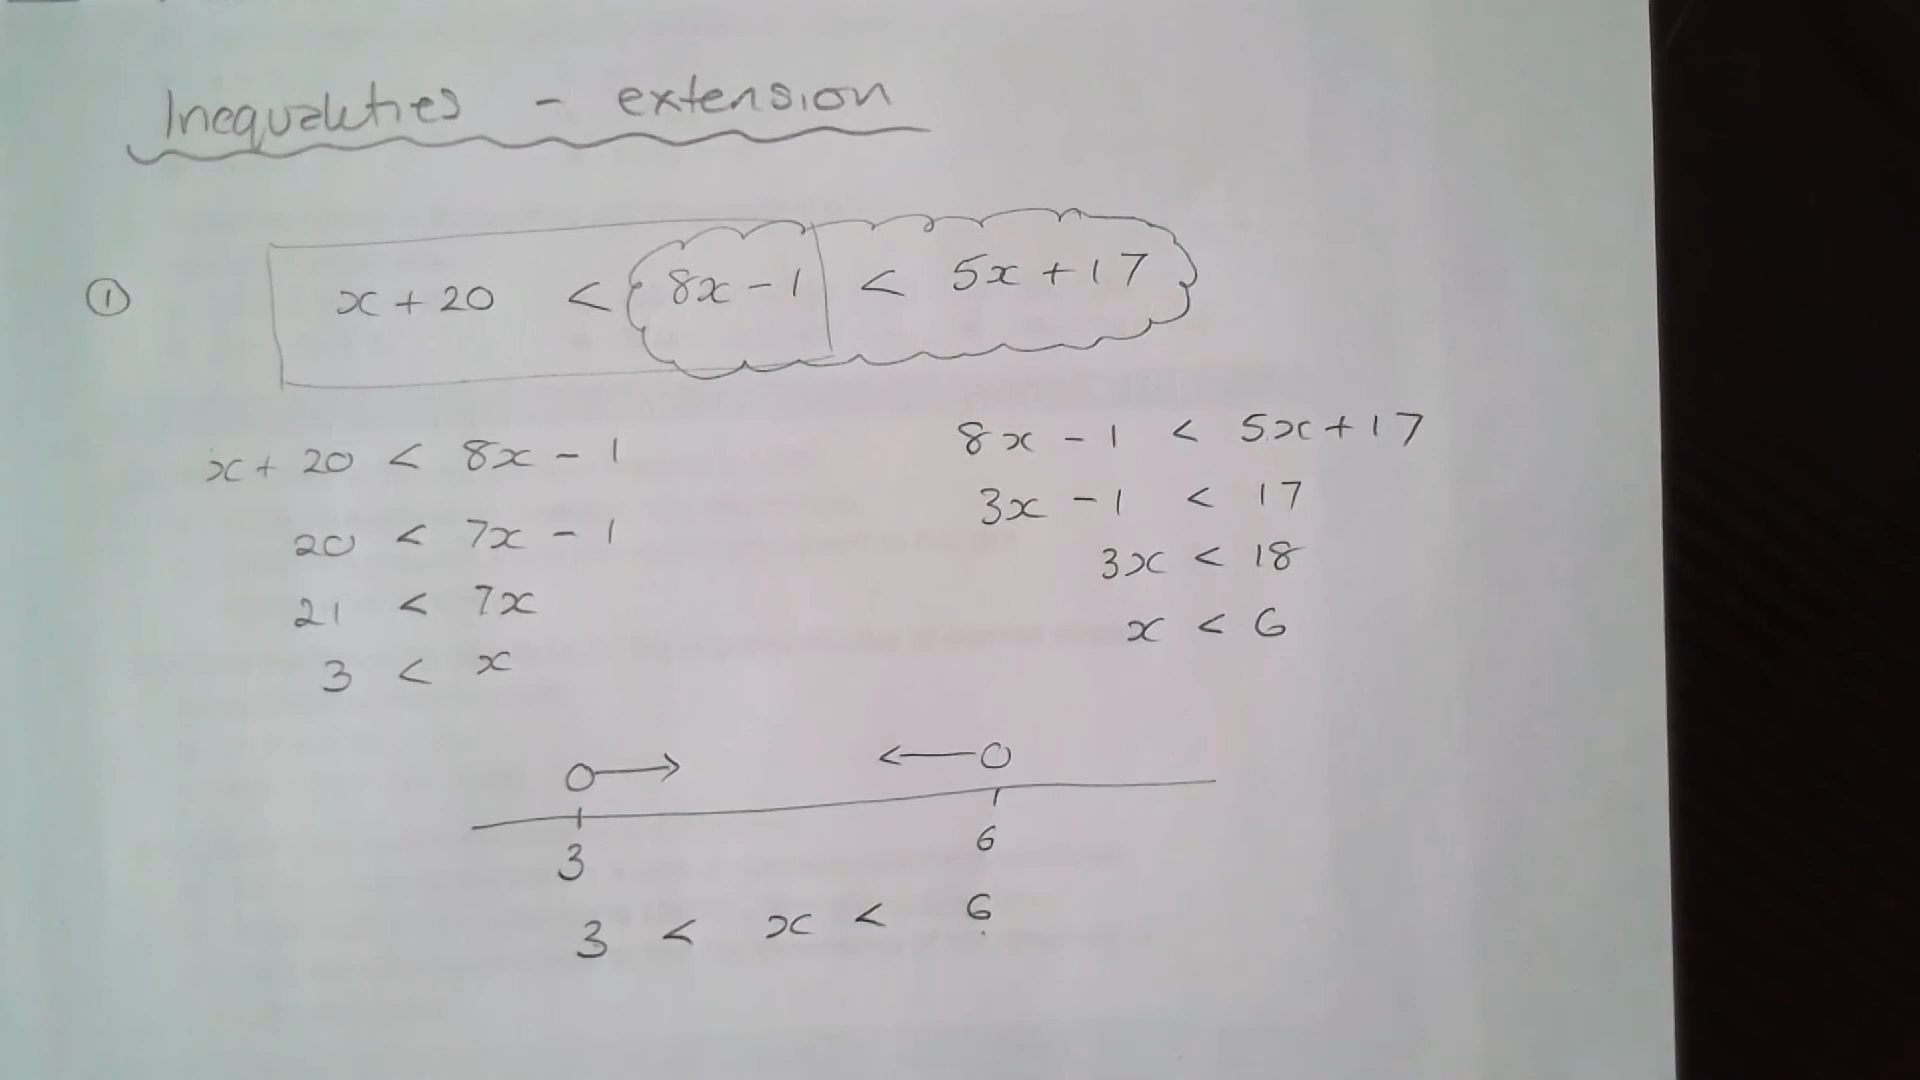 Inequalities - extension
① x + 20 < 8x - 1 < 5x + 17
x + 20 < 8x - 1
20 < 7x - 1
21 < 7x
3 < x
8x - 1 < 5x + 17
3x - 1 < 17
3x < 18
x < 6
3 6
3 < x < 6